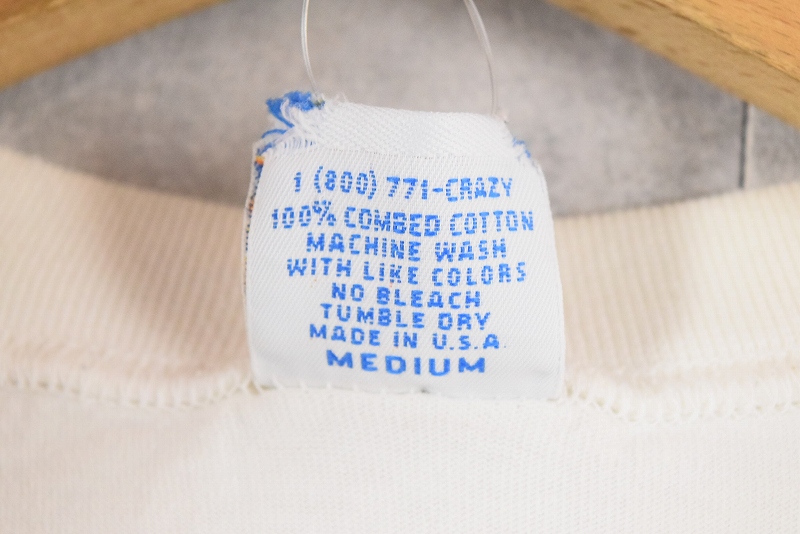 1 (800) 771-CRAZY
100% COMBED COTTON
MACHINE WASH
WITH LIKE COLORS
NO BLEACH
TUMBLE DRY
MADE IN U.S.A.
MEDIUM